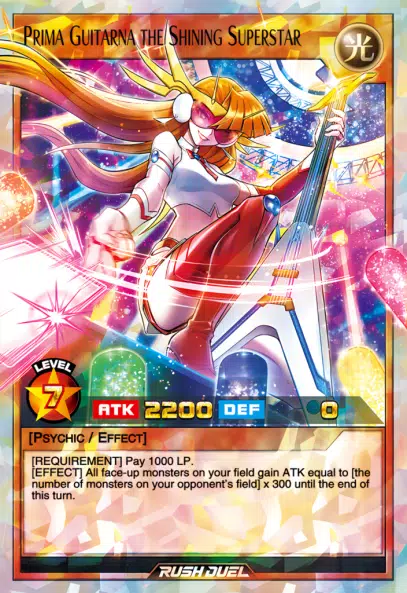 Prima Guitarna the Shining Superstar
光
LEVEL
7
ATK 2200 DEF 0
[Psychic / Effect]
[REQUIREMENT] Pay 1000 LP.
[EFFECT] All face-up monsters on your field gain ATK equal to [the
number of monsters on your opponent's field] x 300 until the end of
this turn.
RUSH DUEL